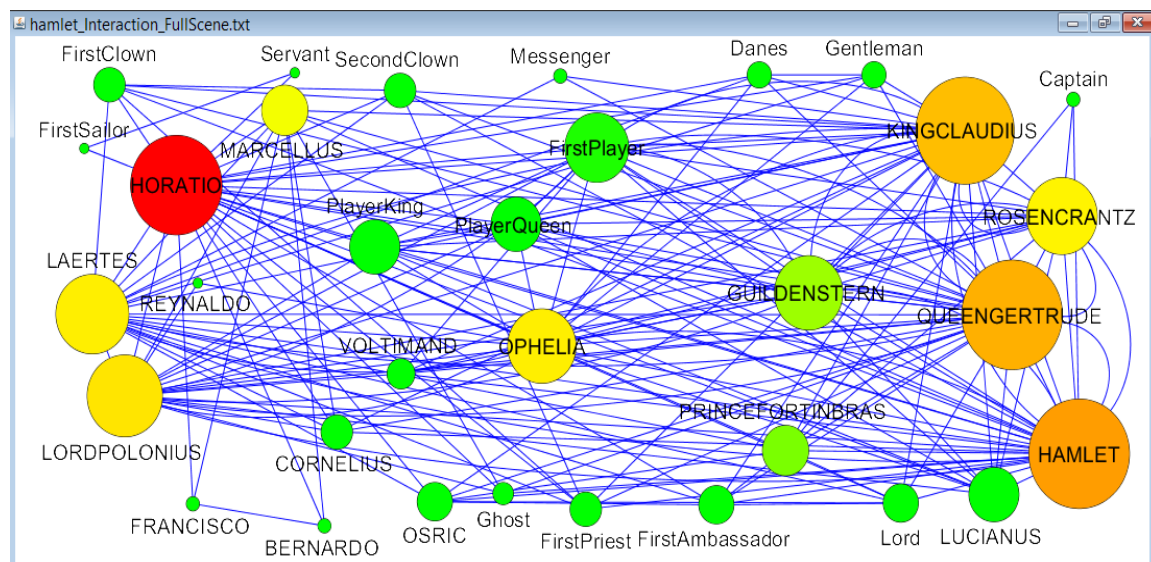 hamlet_Interaction_FullScene.txt
FirstClown
Servant
SecondClown
Messenger
Danes
Gentleman
Captain
FirstSailor
MARCELLUS
FirstPlayer
KINGCLAUDIUS
HORATIO
PlayerKing
PlayerQueen
ROSENCRANTZ
LAERTES
REYNALDO
GUILDENSTERN
QUEENGERTRUDE
VOLTIMAND
OPHELIA
PRINCEFORTINBRAS
LORDPOLONIUS
CORNELIUS
HAMLET
FRANCISCO
BERNARDO
OSRIC
Ghost
FirstPriest
FirstAmbassador
Lord
LUCIANUS